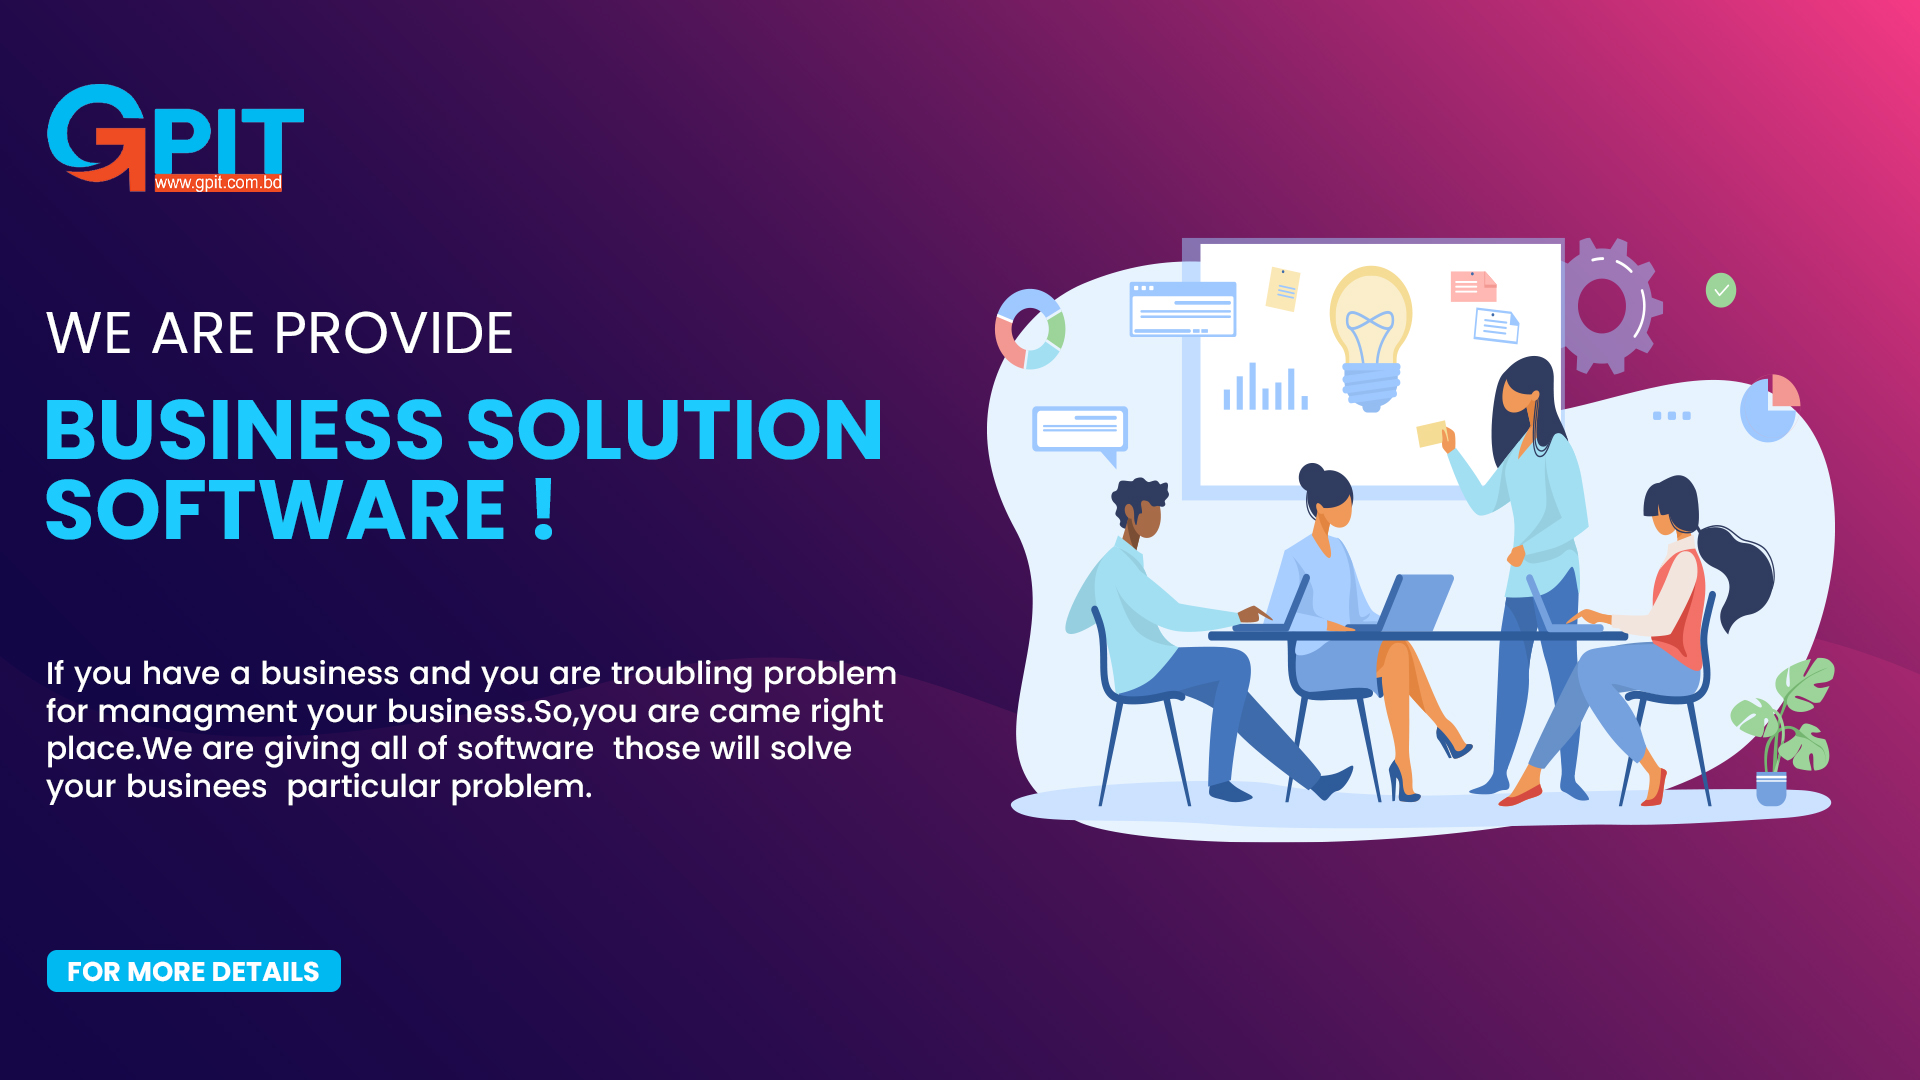 GPIT
www.gpit.com.bd
WE ARE PROVIDE
BUSINESS SOLUTION
SOFTWARE !
If you have a business and you are troubling problem
for managment your business.So,you are came right
place.We are giving all of software  those will solve
your businees  particular problem.
FOR MORE DETAILS